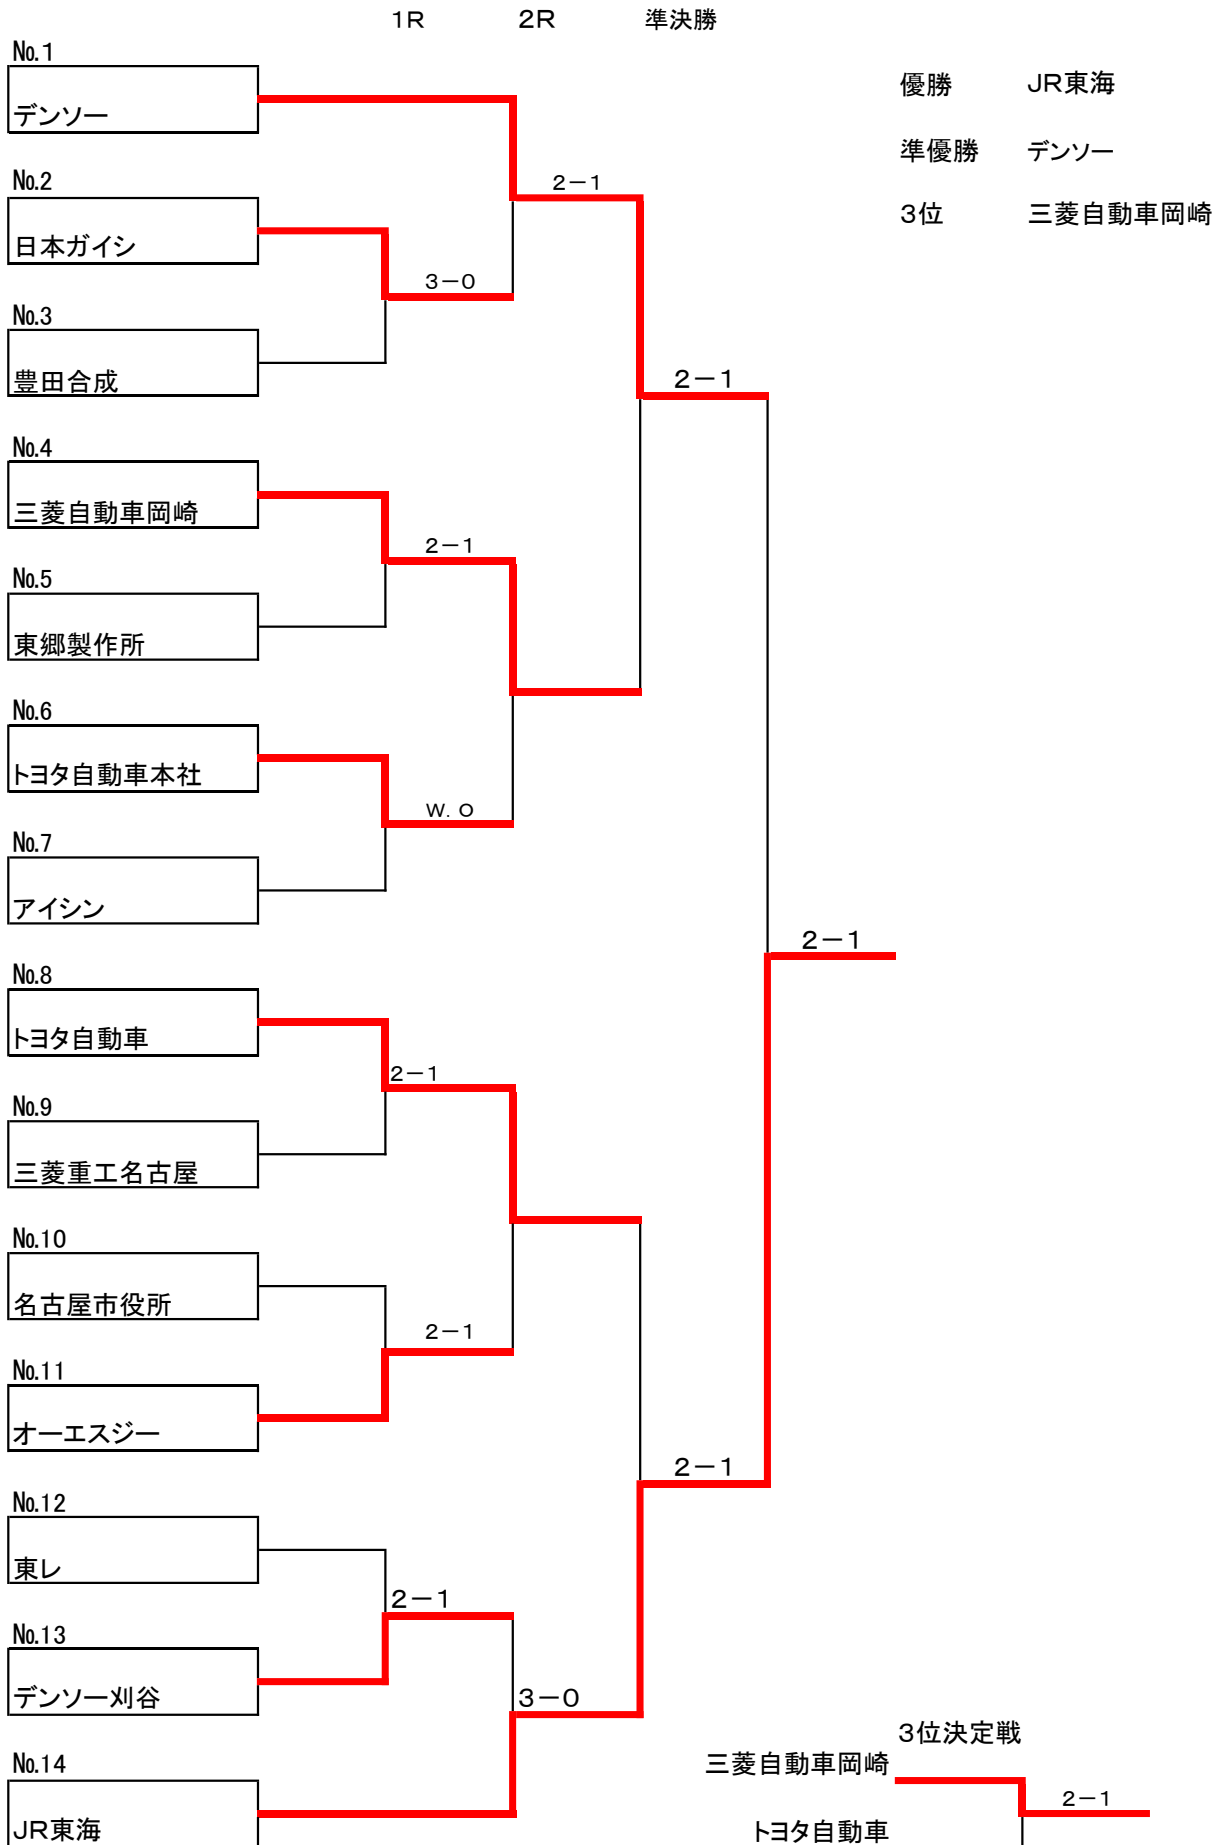 1R 2R 準決勝
No.1
デンソー
優勝 JR東海
準優勝 デンソー
3位 三菱自動車岡崎
No.2
日本ガイシ
2-1
3-0
No.3
豊田合成
2-1
No.4
三菱自動車岡崎
2-1
No.5
東郷製作所
No.6
トヨタ自動車本社
W.O
No.7
アイシン
2-1
No.8
トヨタ自動車
2-1
No.9
三菱重工名古屋
No.10
名古屋市役所
2-1
No.11
オーエスジー
2-1
No.12
東レ
2-1
No.13
デンソー刈谷
3-0
No.14
JR東海
3位決定戦
三菱自動車岡崎
2-1
トヨタ自動車